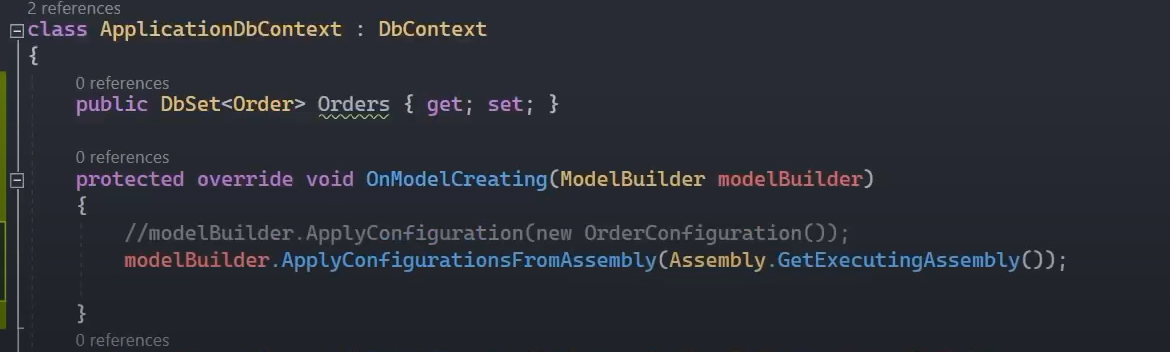 2 references
class ApplicationDbContext : DbContext
{
0 references
public DbSet<Order> Orders { get; set; }
0 references
protected override void OnModelCreating(ModelBuilder modelBuilder)
{
//modelBuilder.ApplyConfiguration(new OrderConfiguration());
modelBuilder.ApplyConfigurationsFromAssembly(Assembly.GetExecutingAssembly());
}
0 references